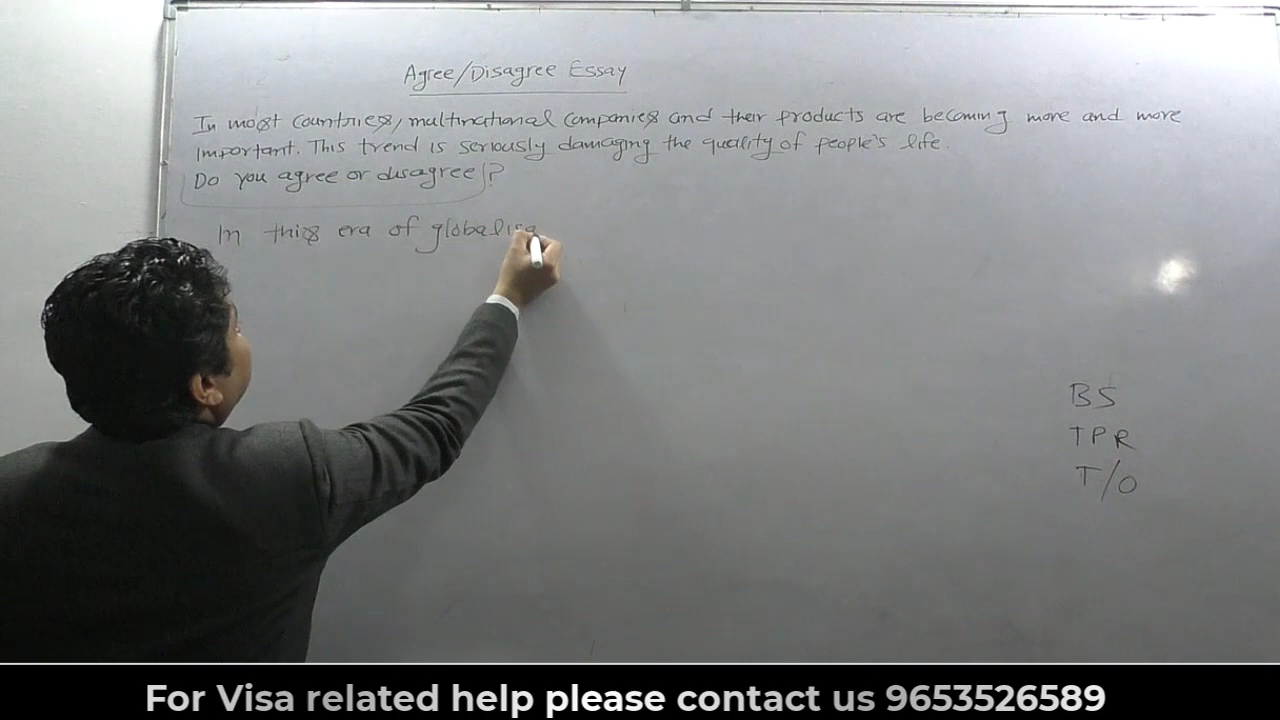 Agree/Disagree Essay
In most countries, multinational companies and their products are becoming more and more
important. This trend is seriously damaging the quality of people's life.
Do you agree or disagree?
In this era of globalisa
BS
TPR
T/O
For Visa related help please contact us 9653526589